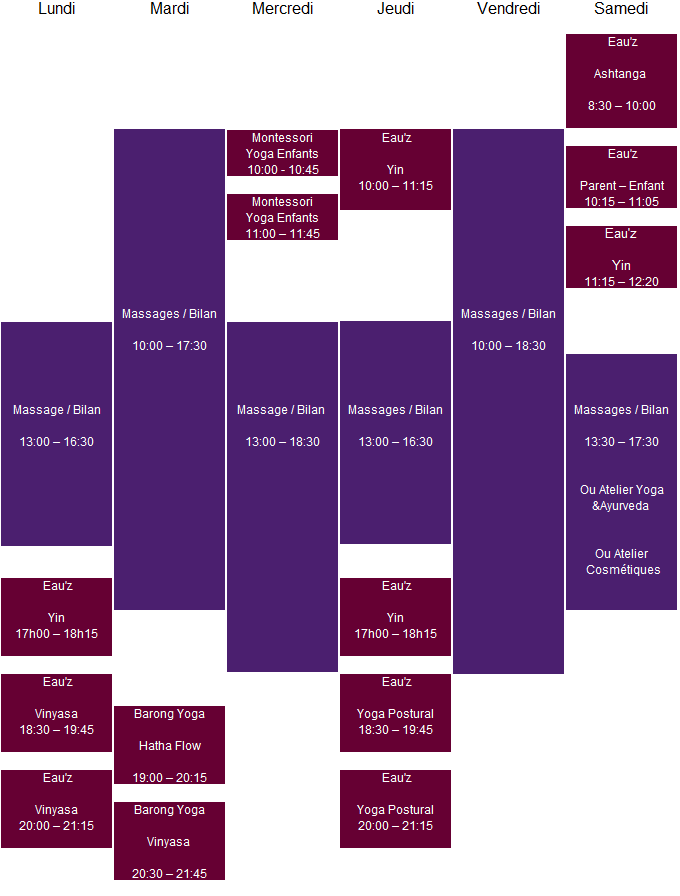 Lundi
Mardi
Mercredi
Jeudi
Vendredi
Samedi
Massage / Bilan
13:00 – 16:30
Eau'z
Yin
17h00 – 18h15
Eau'z
Vinyasa
18:30 – 19:45
Eau'z
Vinyasa
20:00 – 21:15
Massages / Bilan
10:00 – 17:30
Barong Yoga
Hatha Flow
19:00 – 20:15
Barong Yoga
Vinyasa
20:30 – 21:45
Montessori
Yoga Enfants
10:00 - 10:45
Montessori
Yoga Enfants
11:00 – 11:45
Massage / Bilan
13:00 – 18:30
Eau'z
Yin
10:00 – 11:15
Massages / Bilan
13:00 – 16:30
Eau'z
Yin
17h00 – 18h15
Eau'z
Yoga Postural
18:30 – 19:45
Eau'z
Yoga Postural
20:00 – 21:15
Massages / Bilan
10:00 – 18:30
Eau'z
Ashtanga
8:30 – 10:00
Eau'z
Parent – Enfant
10:15 – 11:05
Eau'z
Yin
11:15 – 12:20
Massages / Bilan
13:30 – 17:30
Ou Atelier Yoga
&Ayurveda
Ou Atelier
Cosmétiques